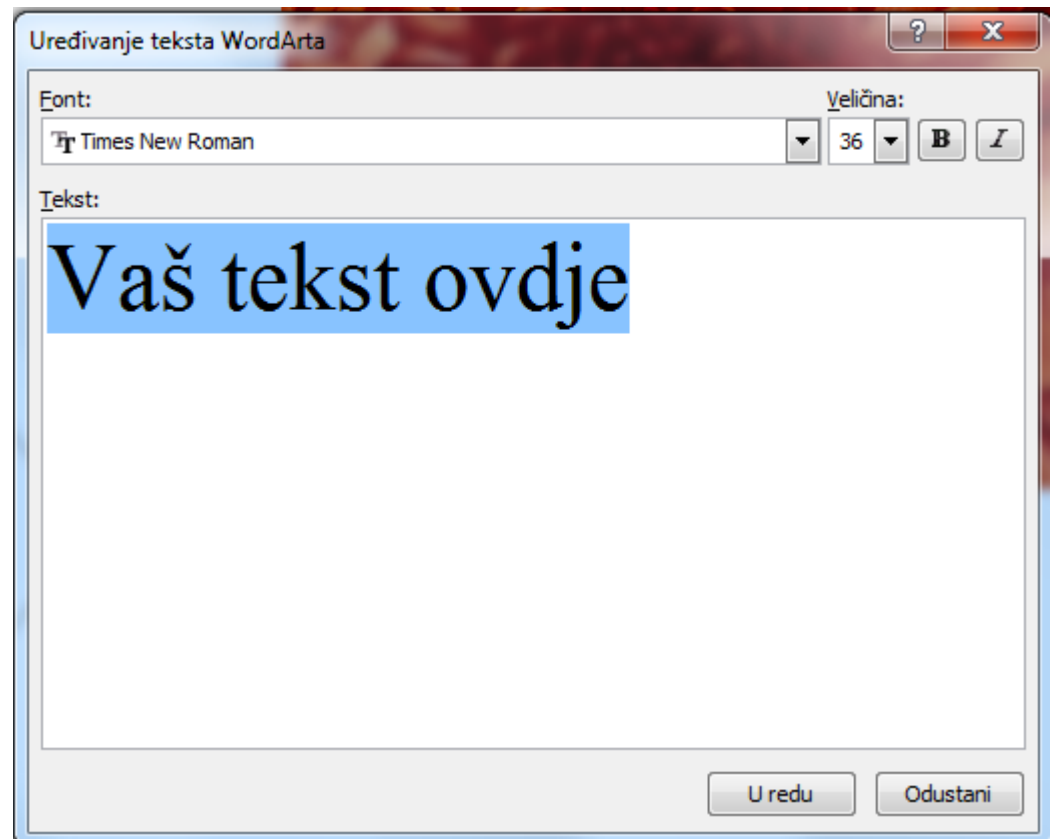 Uređivanje teksta WordArta
? X
Font: Veličina:
Times New Roman 36 B I
Tekst:
Vaš tekst ovdje
U redu Odustani